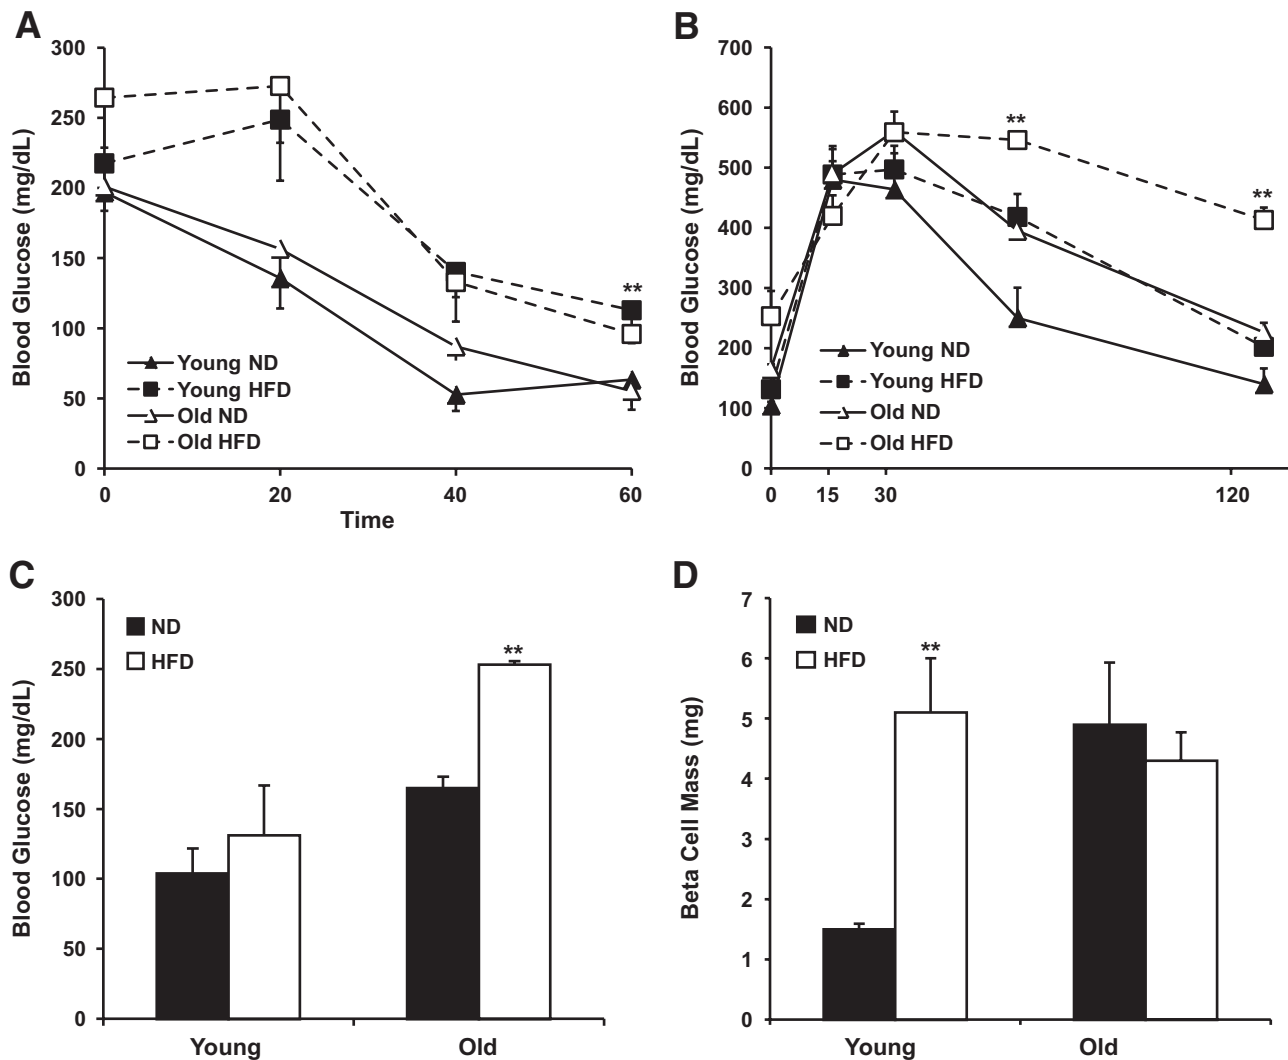 A
300
250
200
150
100
50
0
Blood Glucose (mg/dL)
**
Young ND
Young HFD
Old ND
Old HFD
0 20 40 60
Time
B
700
600
500
400
300
200
100
0
Blood Glucose (mg/dL)
**
**
Young ND
Young HFD
Old ND
Old HFD
0 15 30 120
C
300
250
200
150
100
50
0
Blood Glucose (mg/dL)
ND
HFD
**
Young Old
D
7
6
5
4
3
2
1
0
Beta Cell Mass (mg)
ND
HFD
**
Young Old